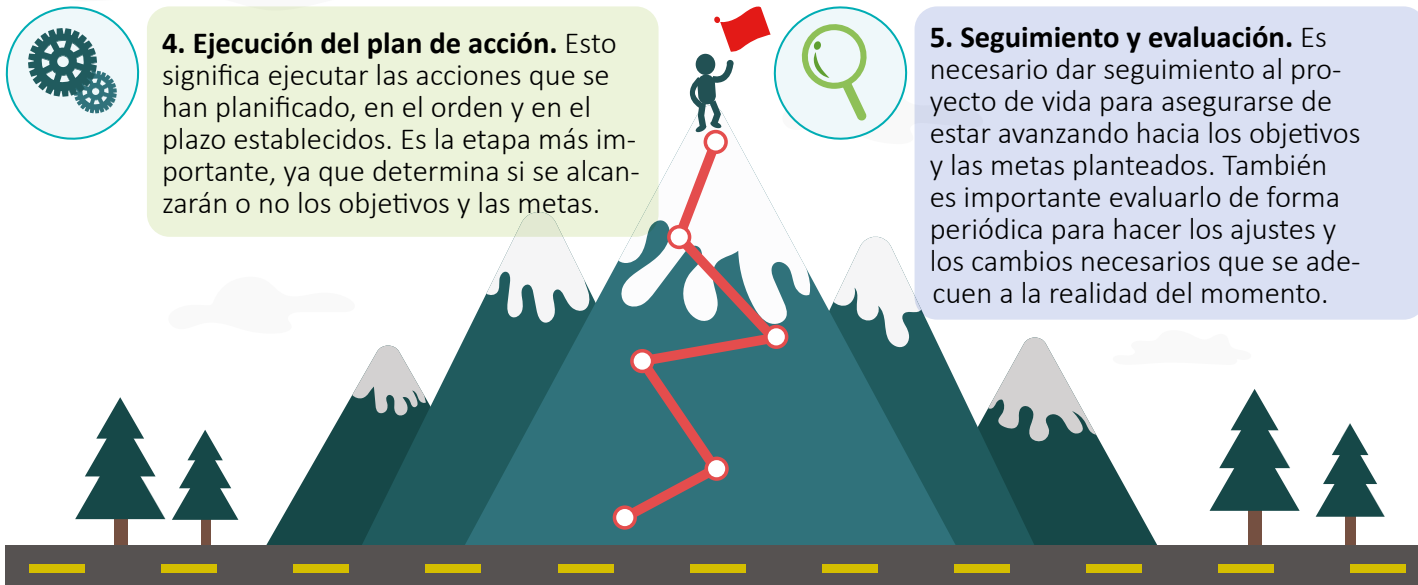 4. Ejecución del plan de acción. Esto
significa ejecutar las acciones que se
han planificado, en el orden y en el
plazo establecidos. Es la etapa más im-
portante, ya que determina si se alcan-
zarán o no los objetivos y las metas.
5. Seguimiento y evaluación. Es
necesario dar seguimiento al pro-
yecto de vida para asegurarse de
estar avanzando hacia los objetivos
y las metas planteados. También
es importante evaluarlo de forma
periódica para hacer los ajustes y
los cambios necesarios que se ade-
cuen a la realidad del momento.